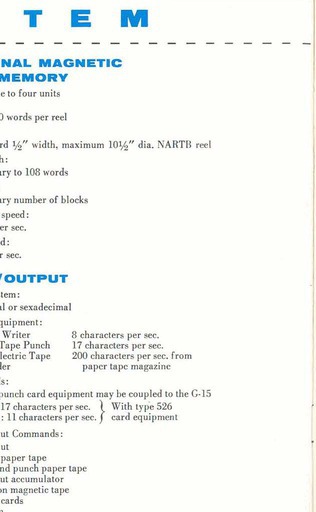 T E M
NAL MAGNETIC
MEMORY
e to four units
0 words per reel
rd ½″ width, maximum 10½″ dia. NARTB reel
h:
ary to 108 words
ary number of blocks
speed:
er sec.
d:
r sec.
/OUTPUT
stem:
al or sexadecimal
quipment:
Writer 8 characters per sec.
Tape Punch 17 characters per sec.
lectric Tape 200 characters per sec. from
der paper tape magazine
s:
punch card equipment may be coupled to the G-15
17 characters per sec. } With type 526
: 11 characters per sec. } card equipment
ut Commands:
ut
paper tape
nd punch paper tape
ut accumulator
on magnetic tape
cards